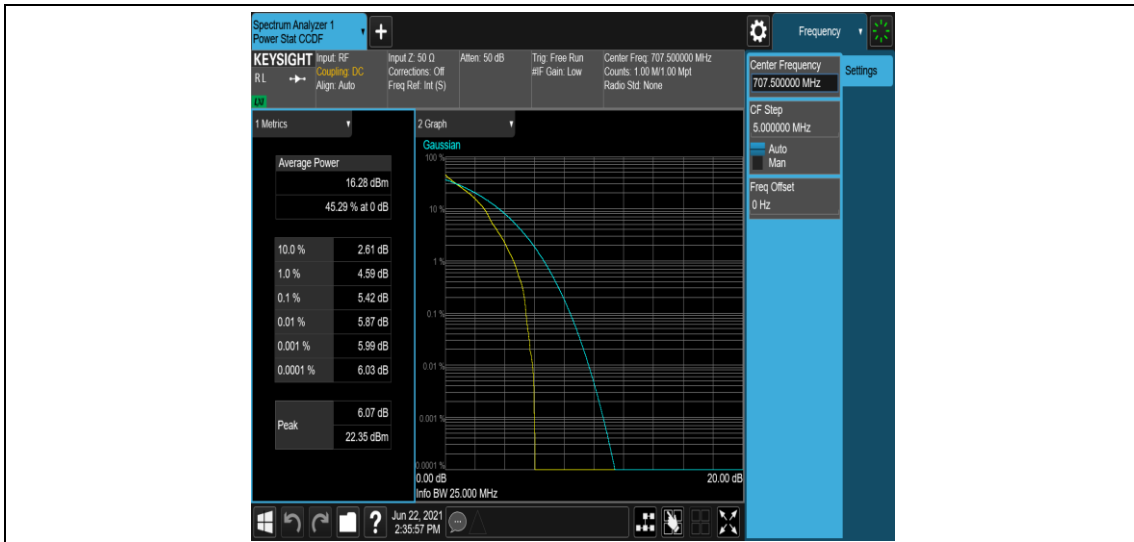 Spectrum Analyzer 1
Power Stat CCDF
+
Frequency
KEYSIGHT
RL
LXI
Input: RF
Coupling: DC
Align: Auto
Input Z: 50 Ω
Corrections: Off
Freq Ref: Int (S)
Atten: 50 dB
Trig: Free Run
#IF Gain: Low
Center Freq: 707.500000 MHz
Counts: 1.00 M/1.00 Mpt
Radio Std: None
Center Frequency
707.500000 MHz
Settings
CF Step
5.000000 MHz
Auto
Man
Freq Offset
0 Hz
1 Metrics
Average Power
16.28 dBm
45.29 % at 0 dB
10.0 % 2.61 dB
1.0 % 4.59 dB
0.1 % 5.42 dB
0.01 % 5.87 dB
0.001 % 5.99 dB
0.0001 % 6.03 dB
Peak
6.07 dB
22.35 dBm
2 Graph
Gaussian
100 %
10 %
1 %
0.1 %
0.01 %
0.001 %
0.0001 %
0.00 dB 20.00 dB
Info BW 25.000 MHz
?
Jun 22, 2021
2:35:57 PM